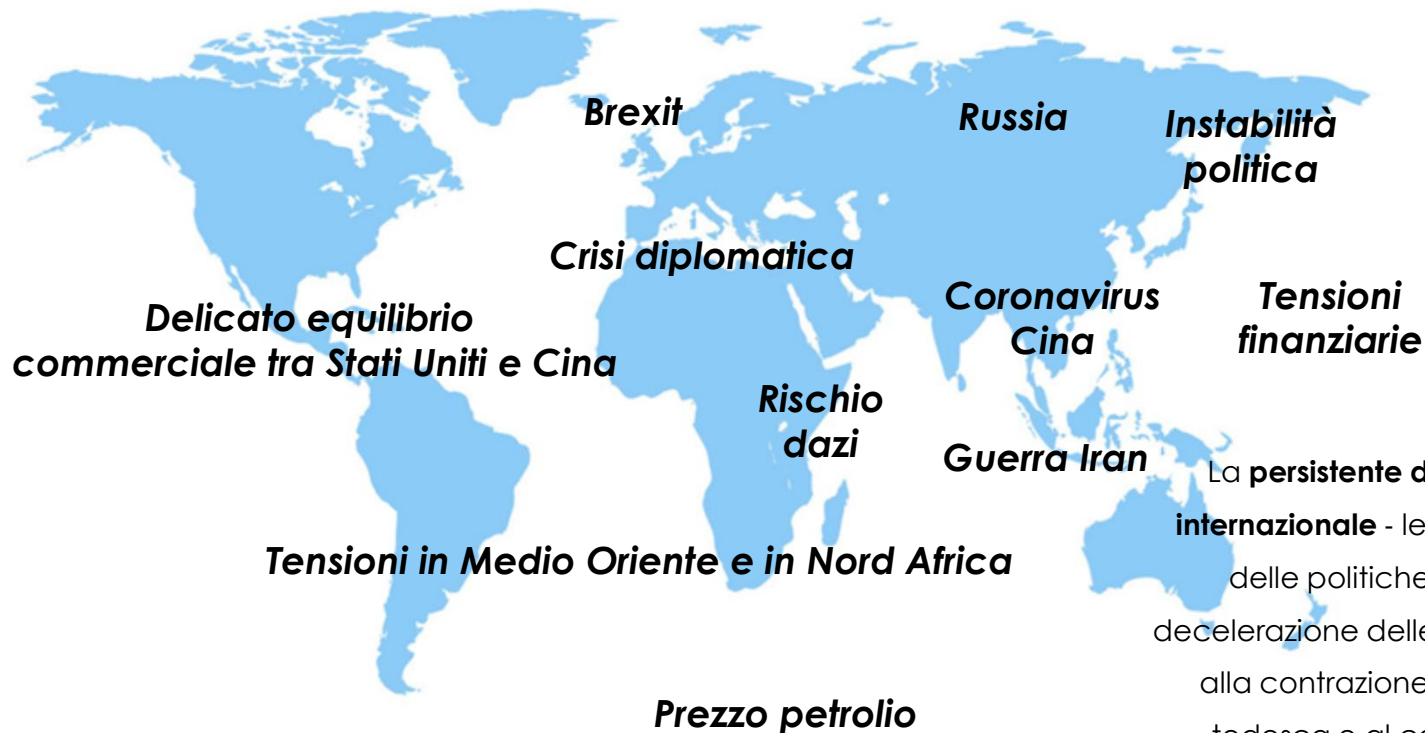 Brexit
Russia
Instabilità
politica
Crisi diplomatica
Delicato equilibrio
commerciale tra Stati Uniti e Cina
Coronavirus
Cina
Tensioni
finanziarie
Rischio
dazi
Guerra Iran
La persistente
internazionale - le
delle politiche
decelerazione delle
alla contrazione
Tensioni in Medio Oriente e in Nord Africa
Prezzo petrolio